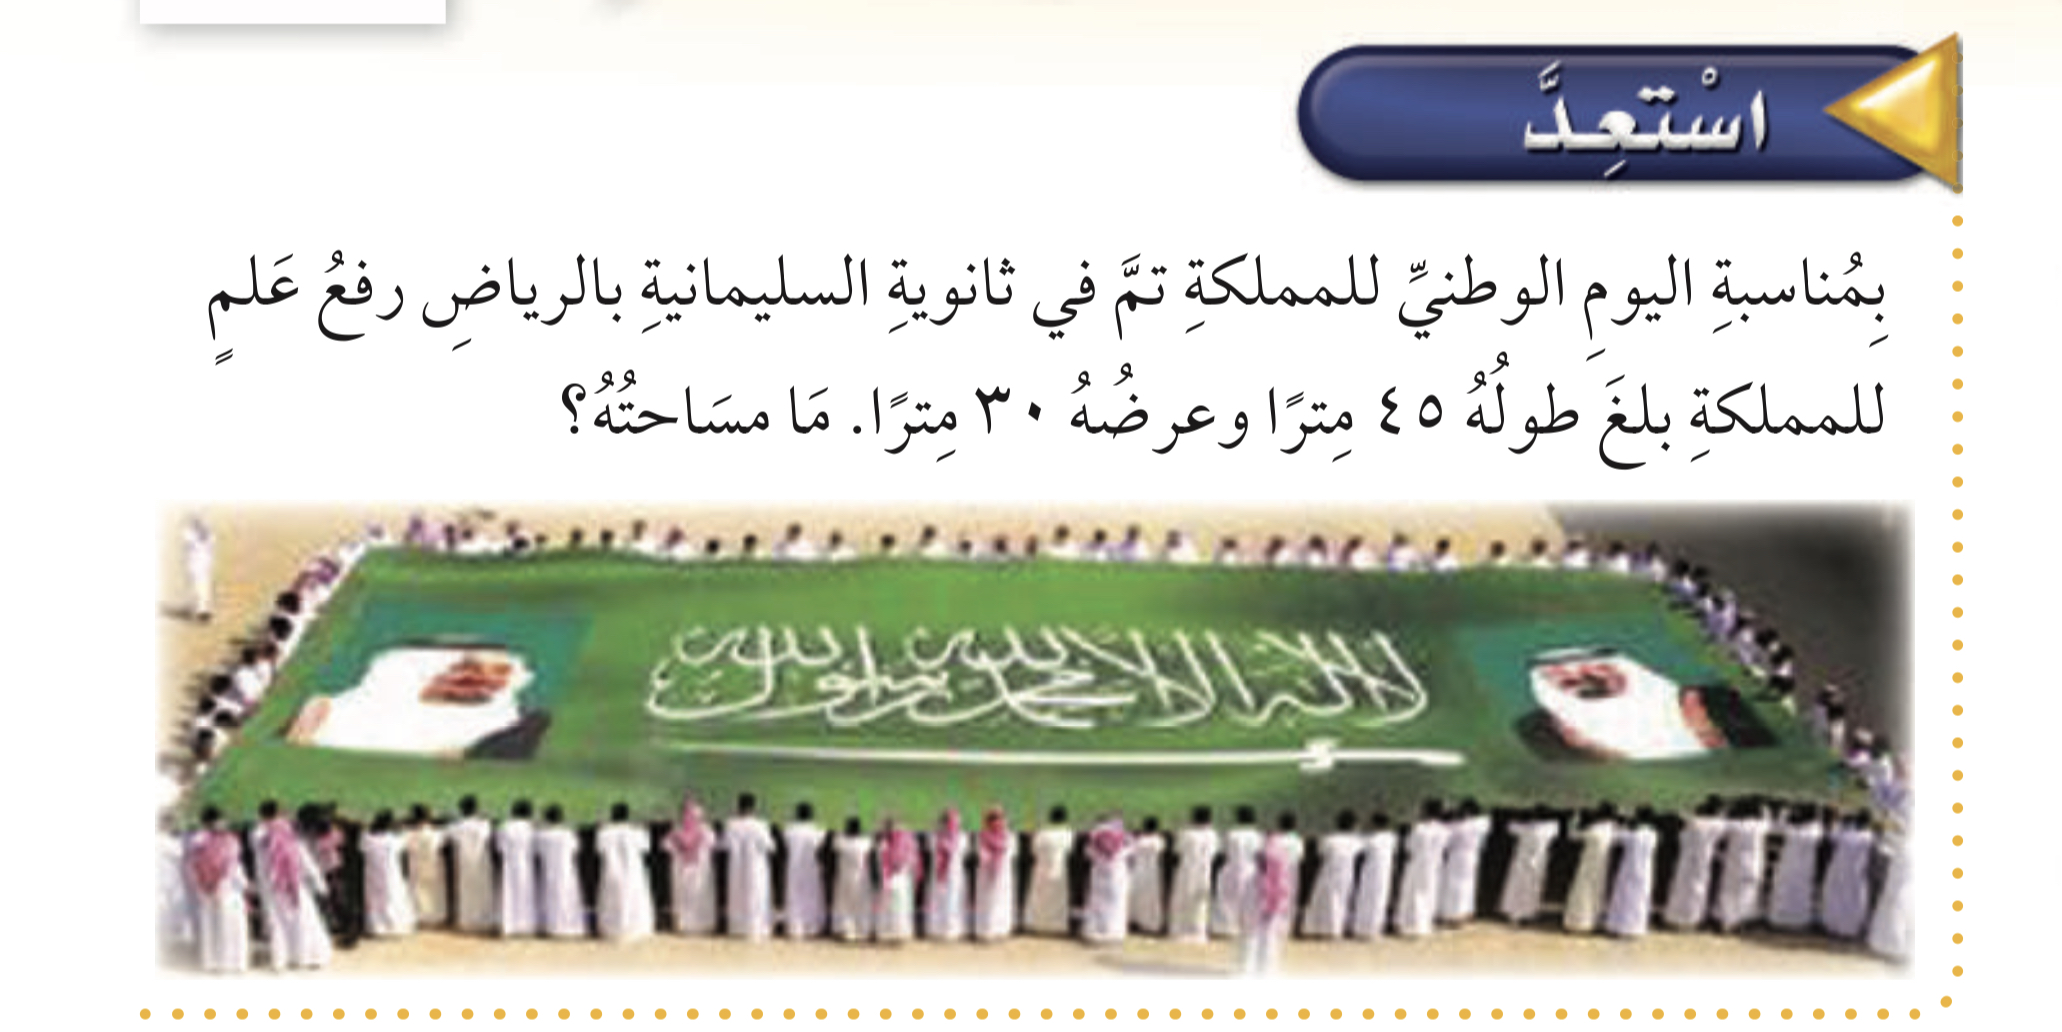 اسْتَعِدَّ
بِمُناسبةِ اليومِ الوطنيِّ للمملكةِ تمَّ في ثانويةِ السليمانيةِ بالرياضِ رفعُ عَلمٍ
للمملكةِ بلغَ طولُهُ ٤٥ مِترًا وعرضُهُ ٣٠ مِترًا. مَا مسَاحتُهُ؟
لا إله إلا الله محمد رسول الله